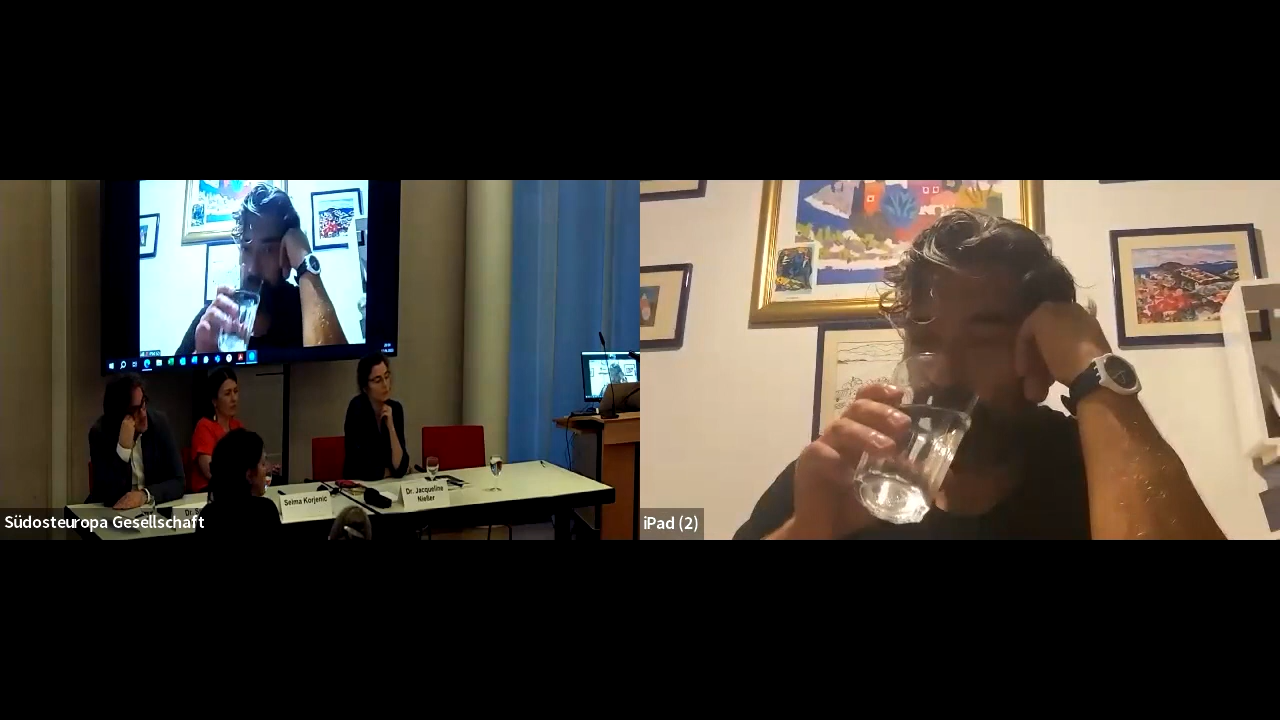 Selma Korjenic
Dr. Jacqueline
Nießer
Südosteuropa Gesellschaft
iPad (2)